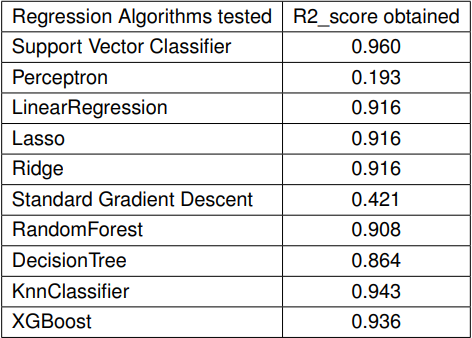 Regression Algorithms tested R2_score obtained
Support Vector Classifier 0.960
Perceptron 0.193
LinearRegression 0.916
Lasso 0.916
Ridge 0.916
Standard Gradient Descent 0.421
RandomForest 0.908
DecisionTree 0.864
KnnClassifier 0.943
XGBoost 0.936